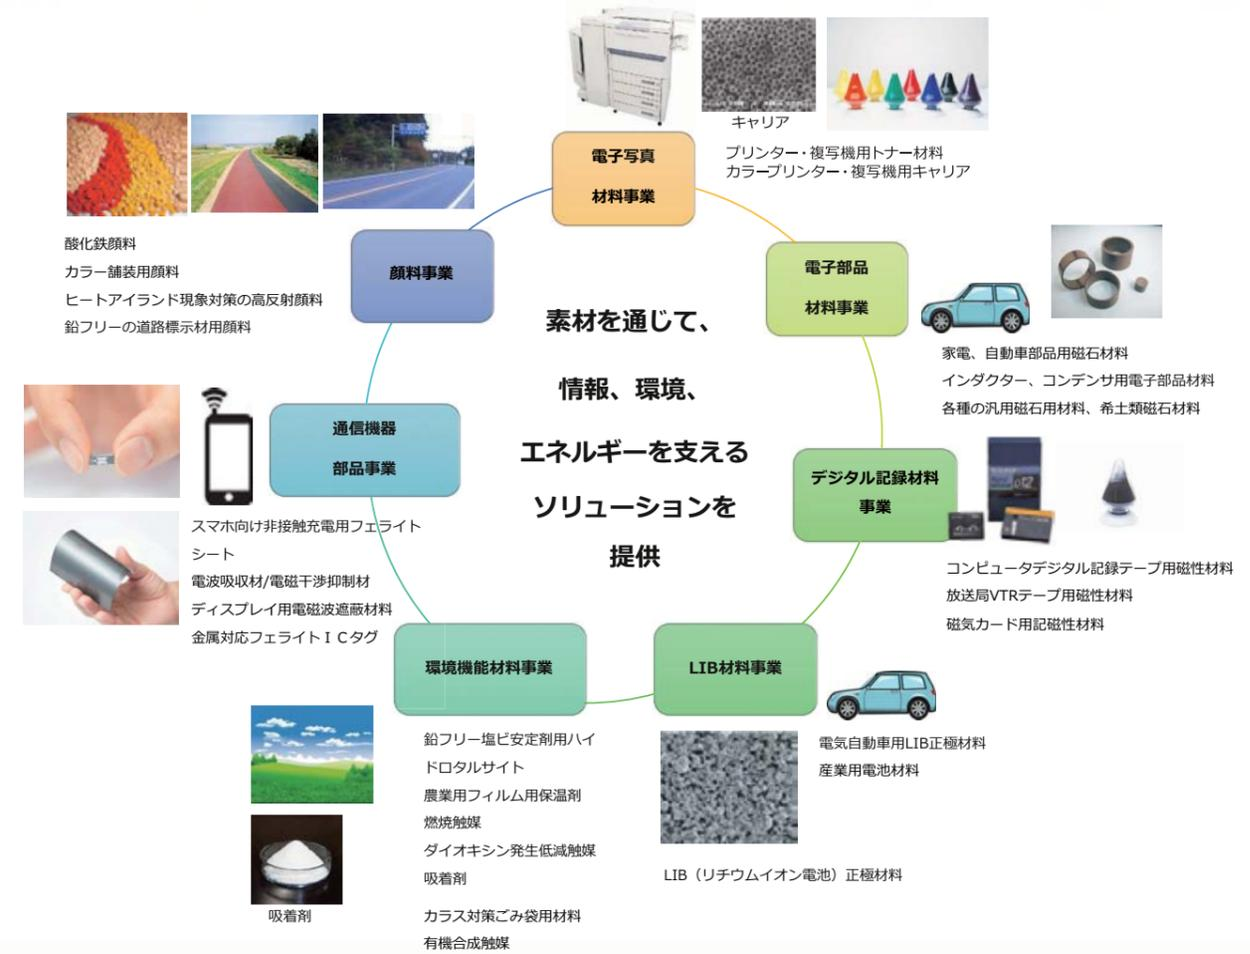 キャリア
電子写真
材料事業
プリンター・複写機用トナー材料
カラープリンター・複写機用キャリア
顔料事業
酸化鉄顔料
カラー舗装用顔料
ヒートアイランド現象対策の高反射顔料
鉛フリーの道路標示材用顔料
電子部品
材料事業
家電、自動車部品用磁石材料
インダクター、コンデンサ用電子部品材料
各種の汎用磁石用材料、希土類磁石材料
素材を通じて、
情報、環境、
エネルギーを支える
ソリューションを
提供
通信機器
部品事業
スマホ向け非接触充電用フェライト
シート
電波吸収材/電磁干渉抑制材
ディスプレイ用電磁波遮蔽材料
金属対応フェライトＩＣタグ
デジタル記録材料
事業
コンピュータデジタル記録テープ用磁性材料
放送局VTRテープ用磁性材料
磁気カード用記磁性材料
環境機能材料事業
鉛フリー塩ビ安定剤用ハイ
ドロタルサイト
農業用フィルム用保温剤
燃焼触媒
ダイオキシン発生低減触媒
吸着剤
カラス対策ごみ袋用材料
有機合成触媒
吸着剤
LIB材料事業
電気自動車用LIB正極材料
産業用電池材料
LIB（リチウムイオン電池）正極材料